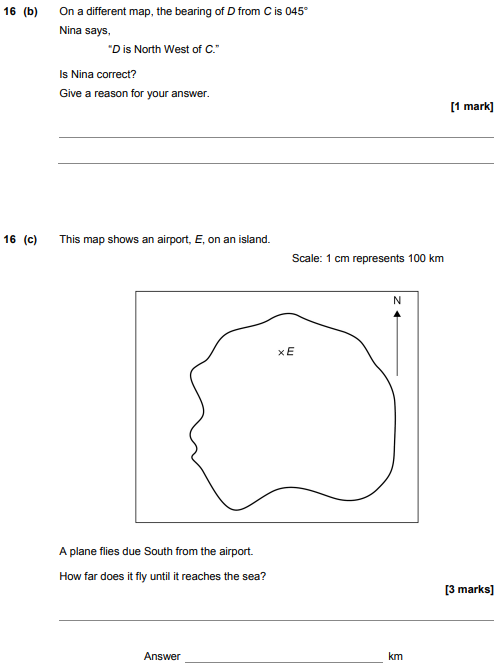 16 (b) On a different map, the bearing of D from C is 045°
Nina says,
"D is North West of C."
Is Nina correct?
Give a reason for your answer.
[1 mark]
16 (c) This map shows an airport, E, on an island.
Scale: 1 cm represents 100 km
N
× E
A plane flies due South from the airport.
How far does it fly until it reaches the sea?
[3 marks]
Answer km